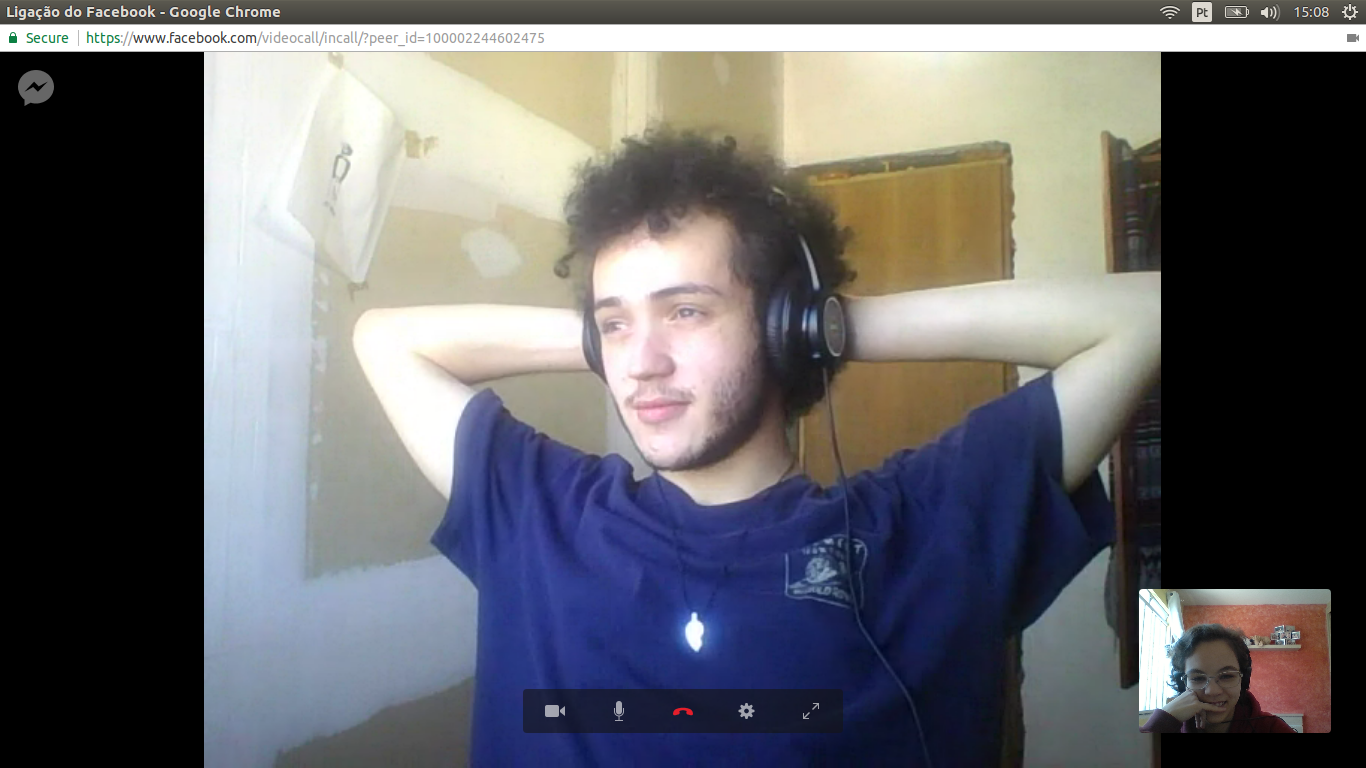 Ligação do Facebook - Google Chrome
Pt
15:08
Secure
https://www.facebook.com/videocall/incall/?peer_id=100002244602475